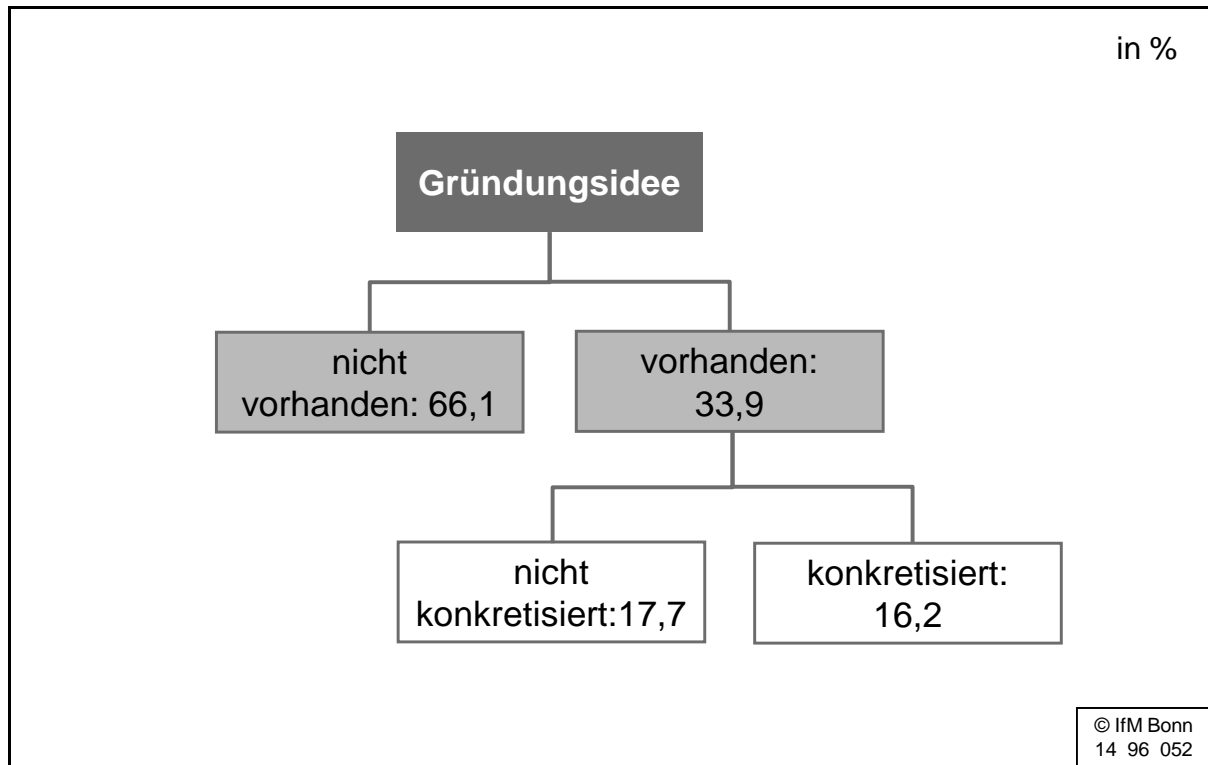 in %
Gründungsidee
nicht
vorhanden: 66,1
vorhanden:
33,9
nicht
konkretisiert:17,7
konkretisiert:
16,2
© IfM Bonn
14 96 052